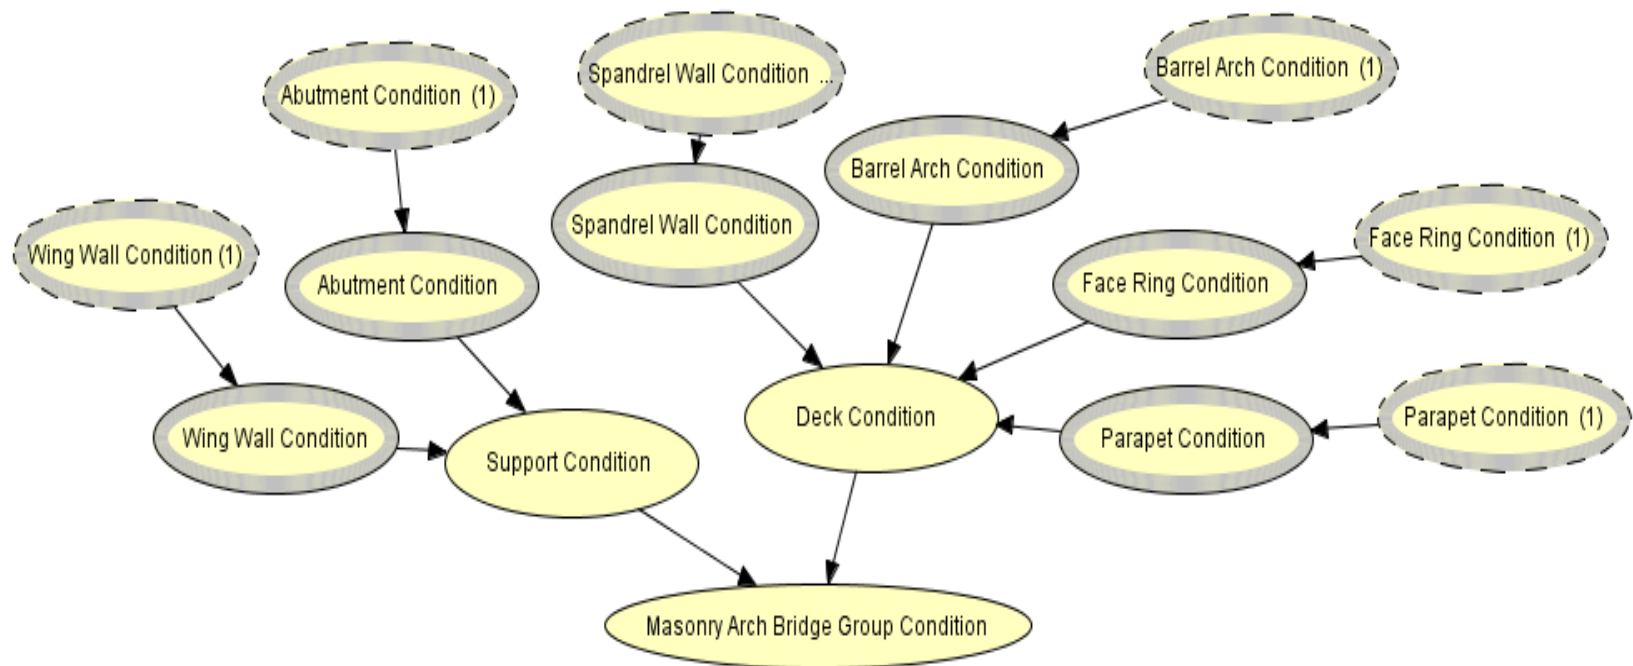 Spandrel Wall Condition ...
Barrel Arch Condition (1)
Abutment Condition (1)
Barrel Arch Condition
Spandrel Wall Condition
Face Ring Condition (1)
Wing Wall Condition (1)
Abutment Condition
Face Ring Condition
Deck Condition
Parapet Condition (1)
Wing Wall Condition
Parapet Condition
Support Condition
Masonry Arch Bridge Group Condition